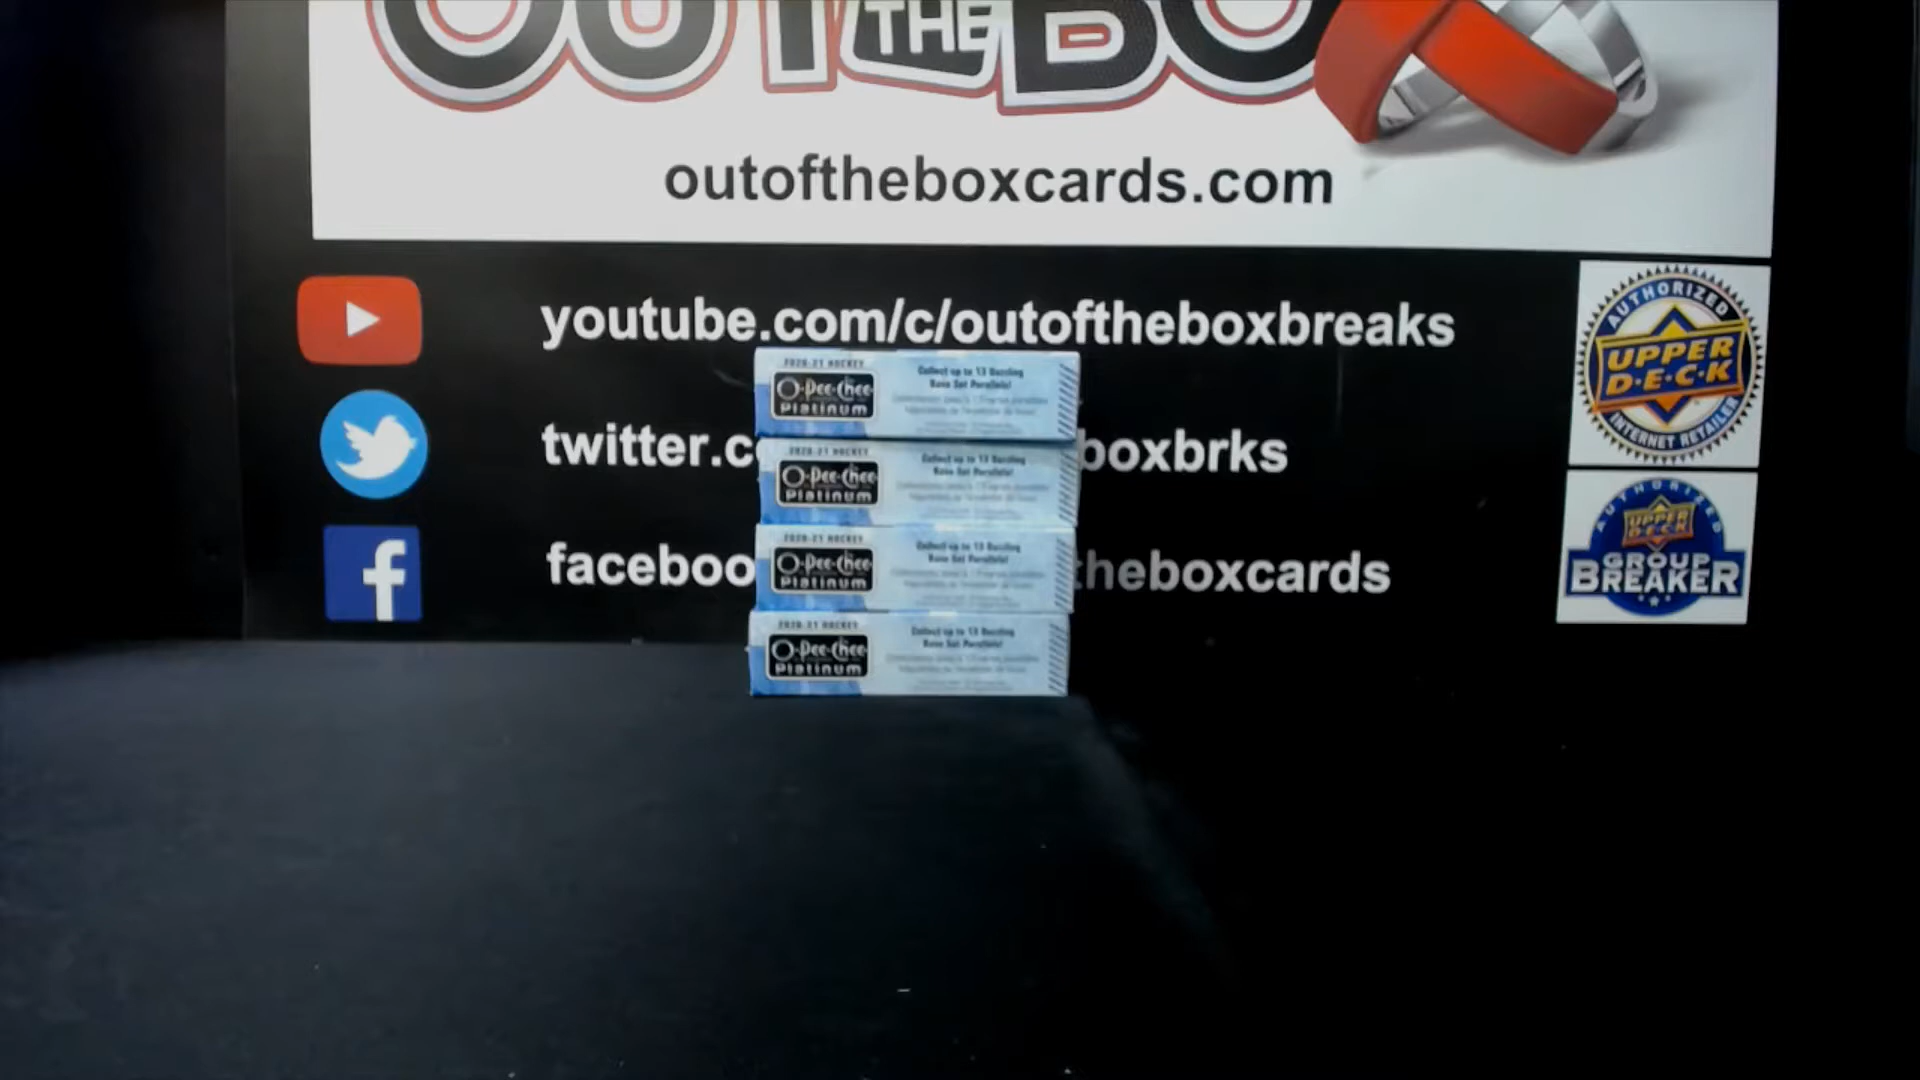 OUT THE BOX
outoftheboxcards.com
youtube.com/c/outoftheboxbreaks
twitter.c boxbrks
faceboo theboxcards
AUTHORIZED
UPPER
D·E·C·K
INTERNET RETAILER
AUTHORIZED
UPPER
DECK
GROUP
BREAKER
2020-21 HOCKEY
O-Pee-Chee
Platinum
Collect up to 13 Dazzling
Base Set Parallels!
2020-21 HOCKEY
O-Pee-Chee
Platinum
Collect up to 13 Dazzling
Base Set Parallels!
2020-21 HOCKEY
O-Pee-Chee
Platinum
Collect up to 13 Dazzling
Base Set Parallels!
2020-21 HOCKEY
O-Pee-Chee
Platinum
Collect up to 13 Dazzling
Base Set Parallels!